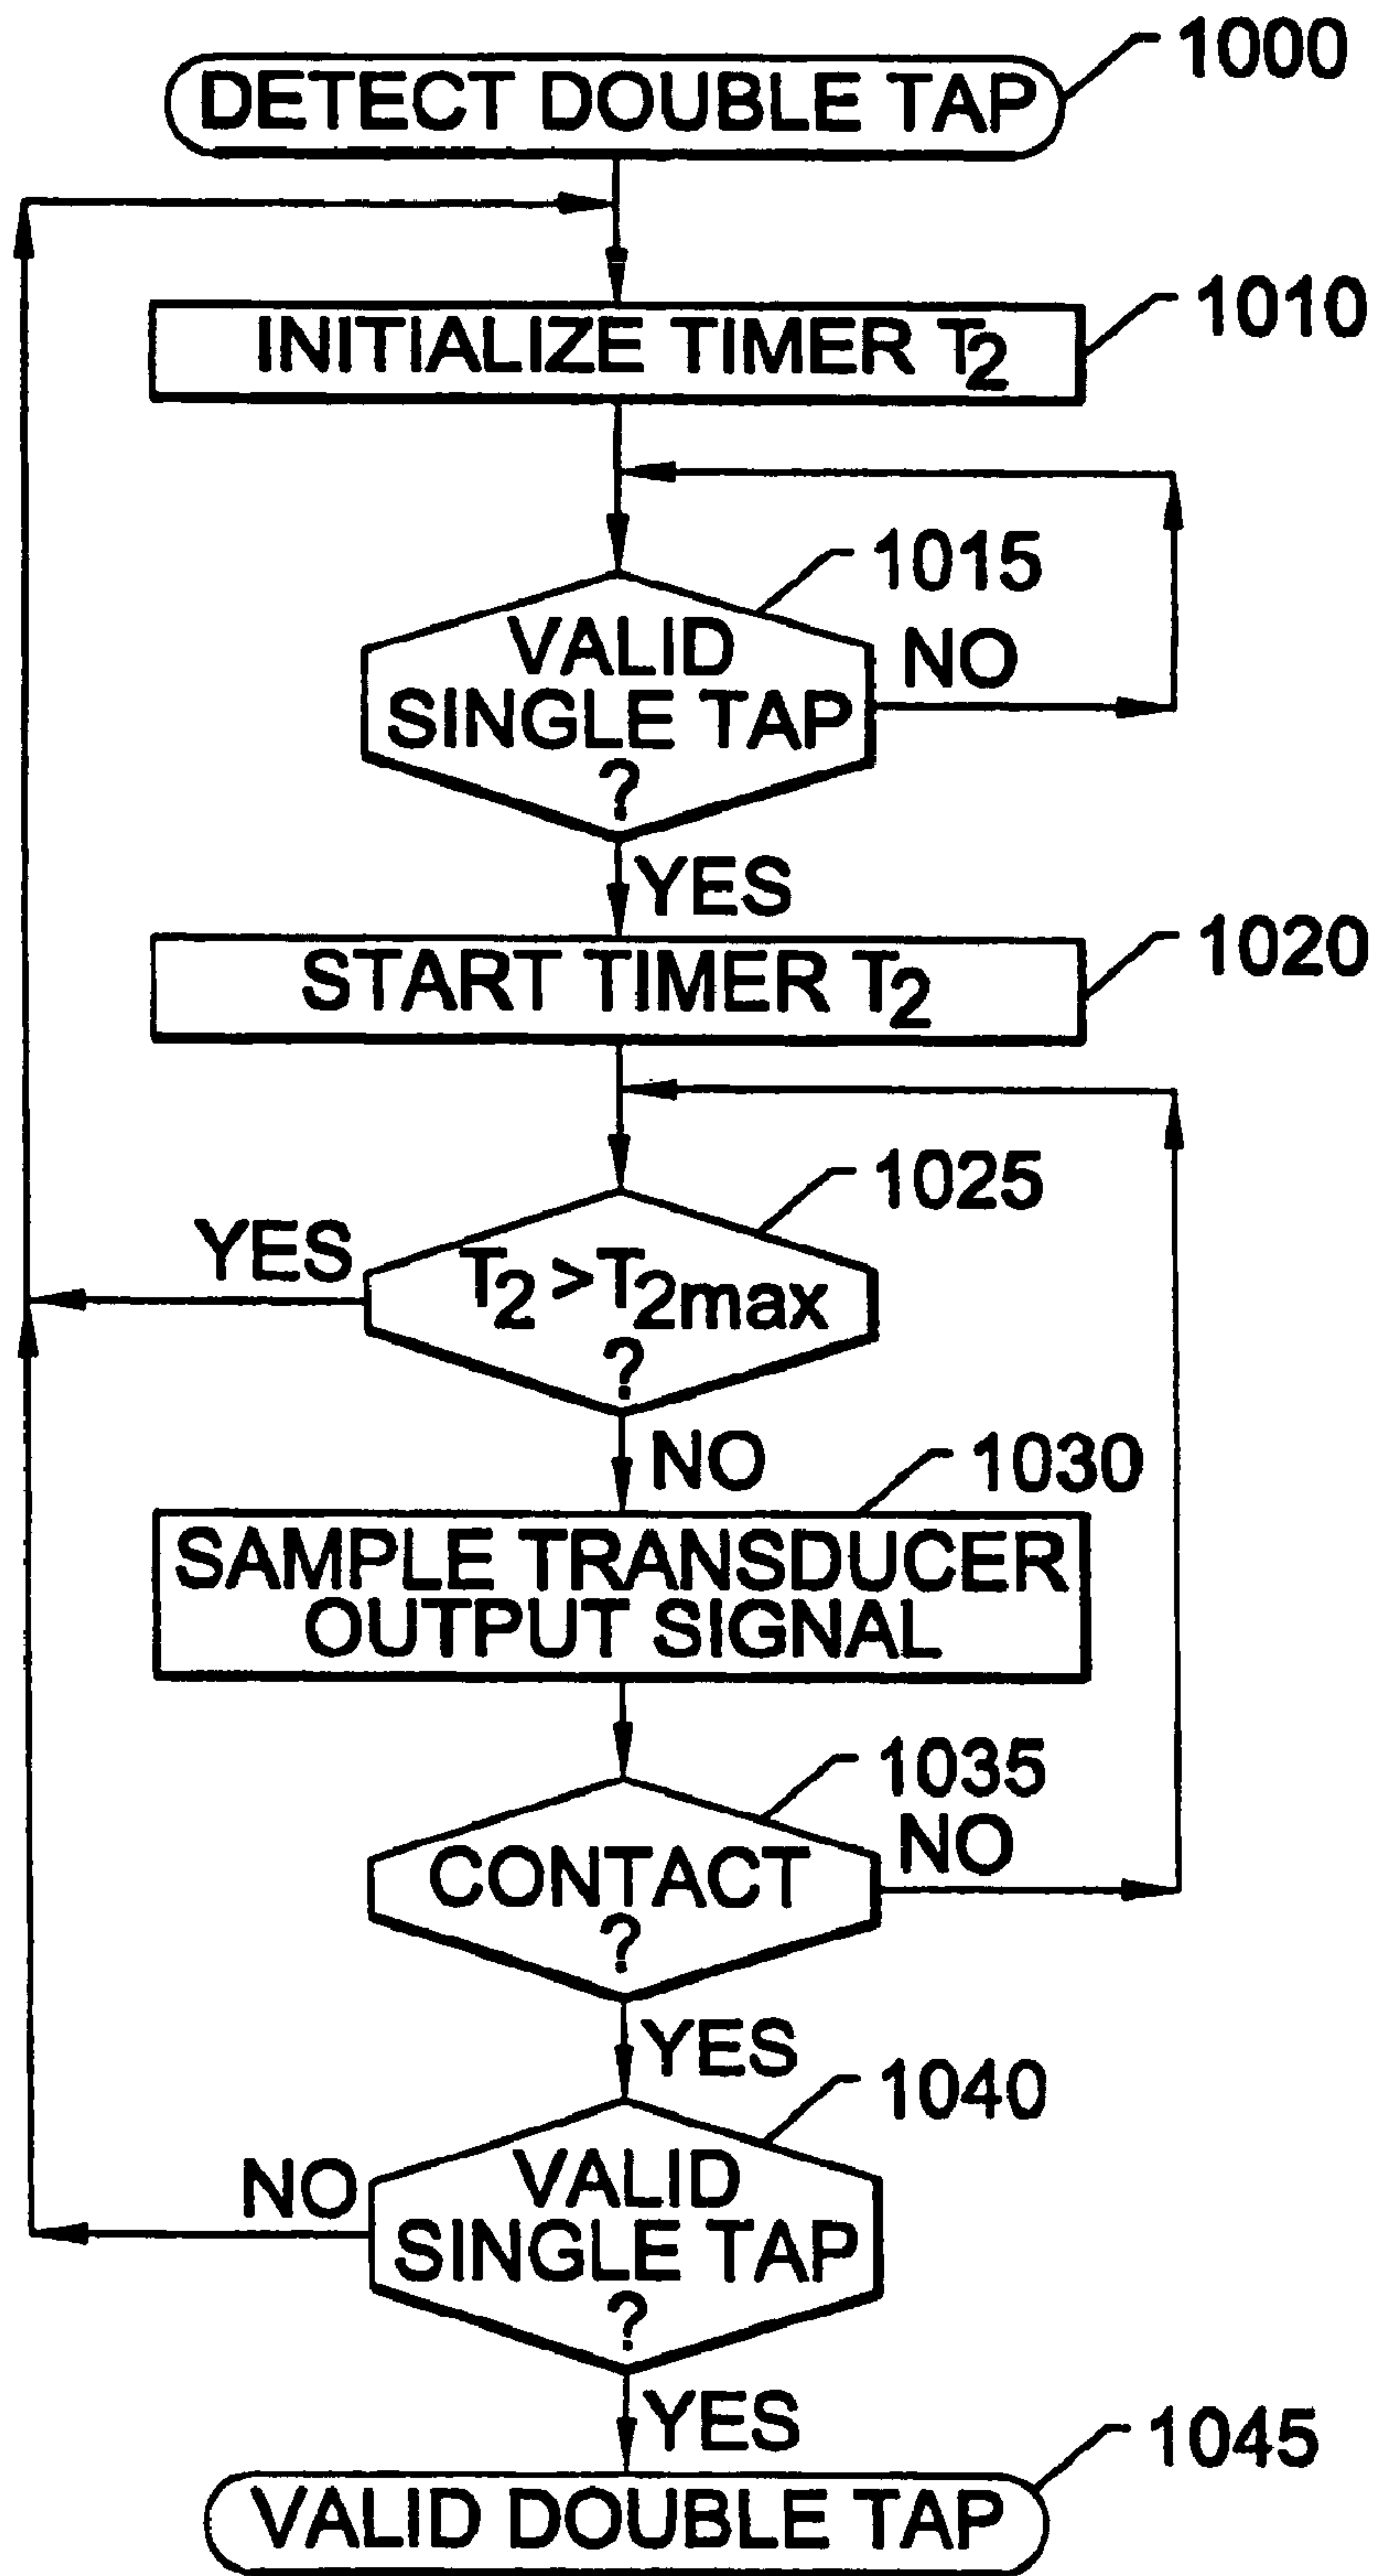 1000
DETECT DOUBLE TAP
INITIALIZE TIMER T2
1010
1015
VALID
SINGLE TAP
?
NO
YES
START TIMER T2
1020
1025
YES
T2 > T2max
?
NO
1030
SAMPLE TRANSDUCER
OUTPUT SIGNAL
1035
CONTACT
?
NO
YES
1040
NO
VALID
SINGLE TAP
?
YES
1045
VALID DOUBLE TAP